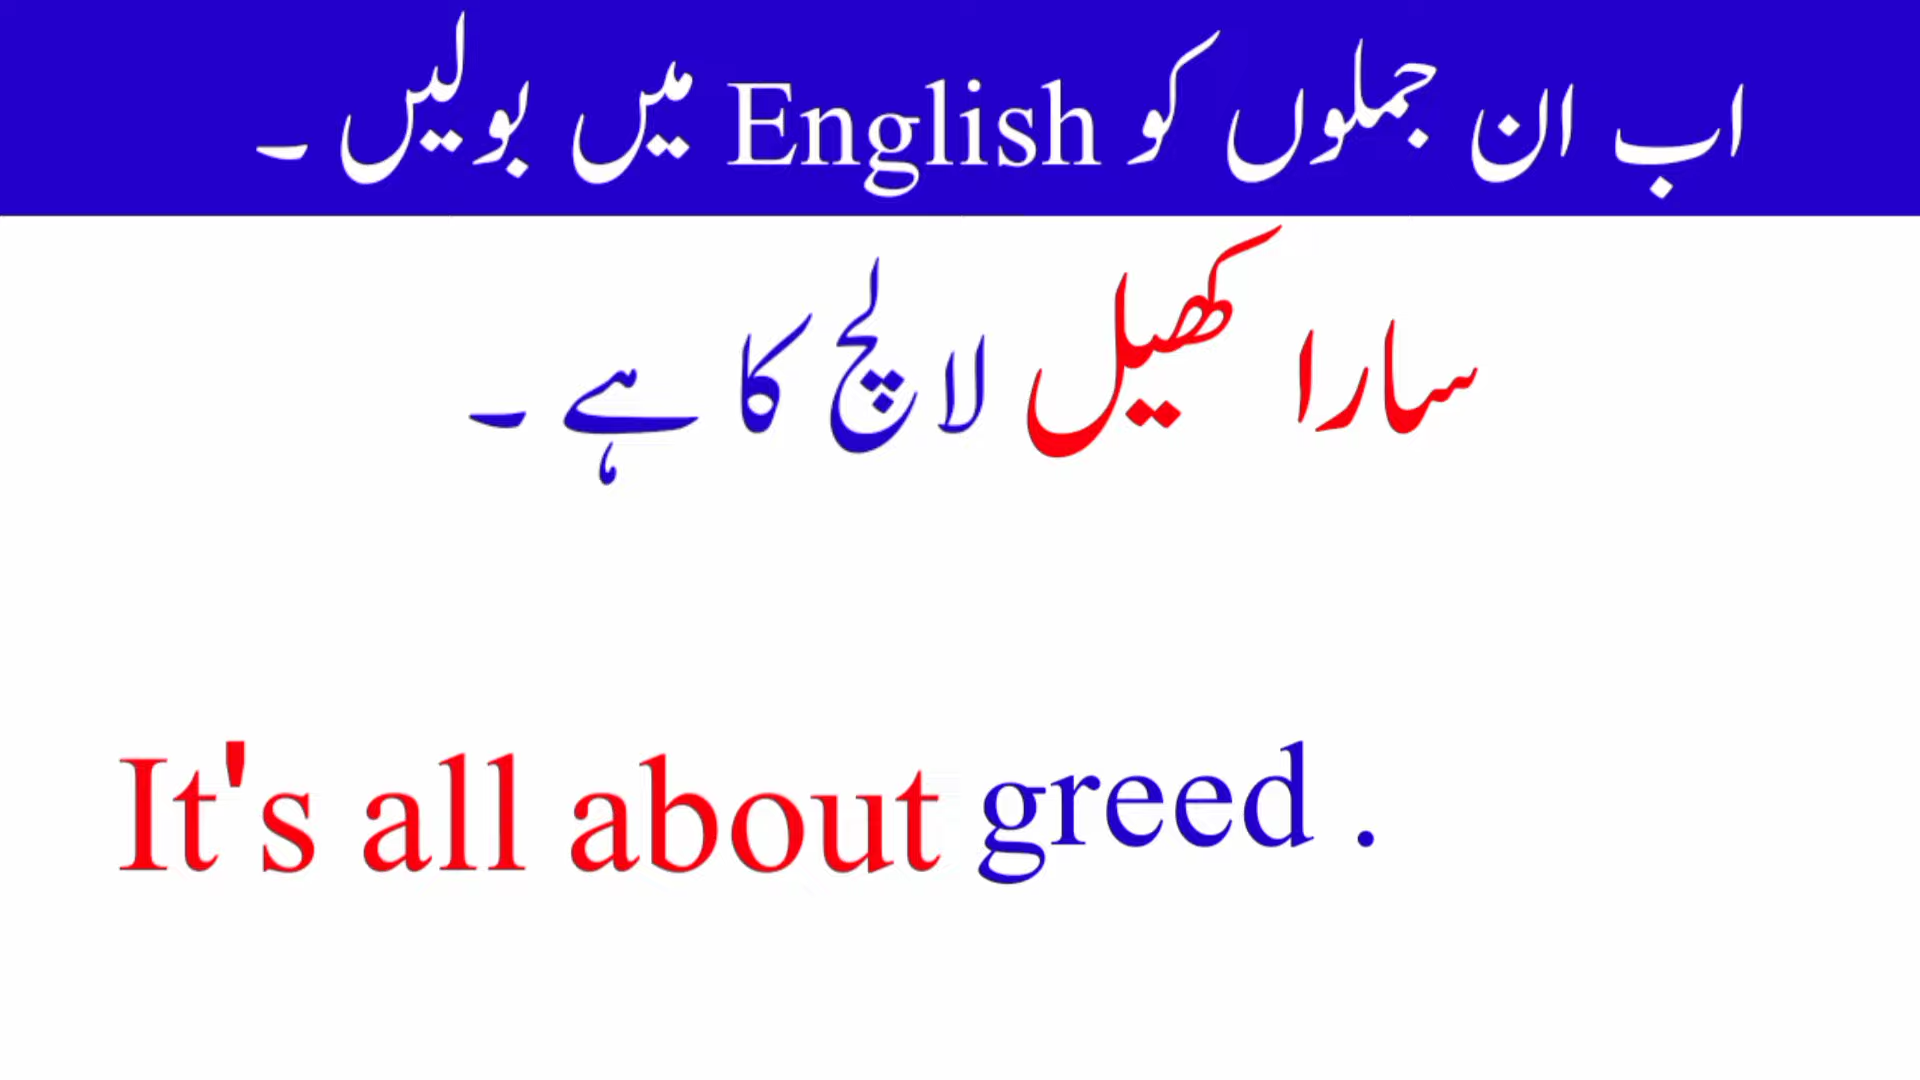 اب ان جملوں کو English میں بولیں ۔
سارا کھیل لالچ کا ہے ۔
It's all about greed .